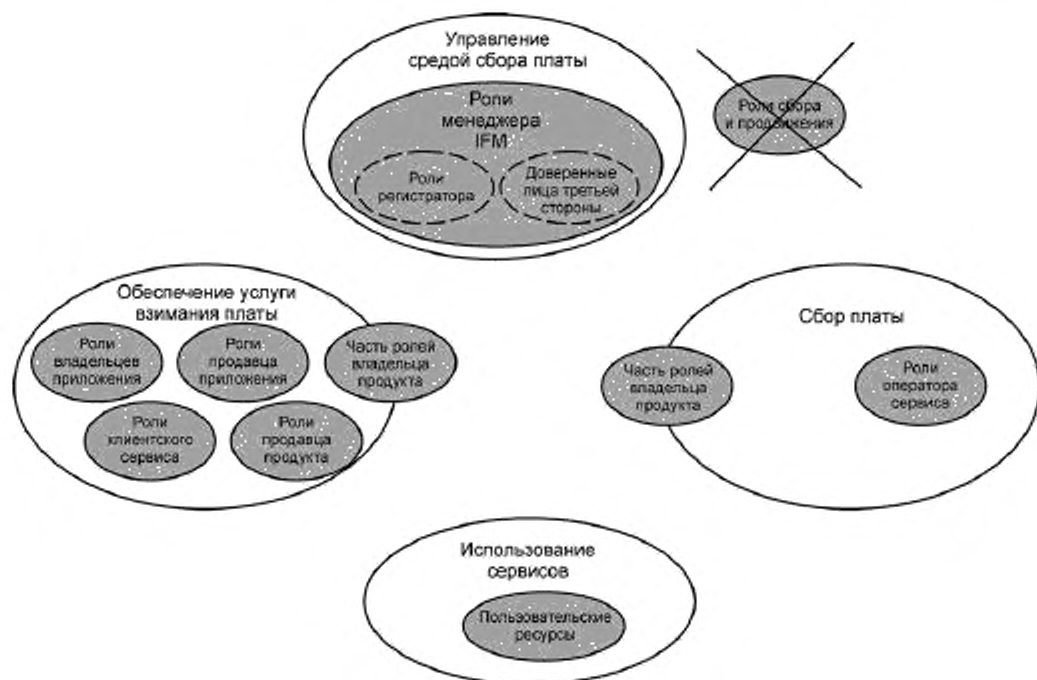 Управление
средой сбора платы
Роли
менеджера
IFM
Роли
регистратора
Доверенные
лица третьей
стороны
Роли сбора
и продвижения
Обеспечение услуги
взимания платы
Роли
владельцев
приложения
Роли
продавца
приложения
Часть ролей
владельца
продукта
Роли
клиентского
сервиса
Роли
продавца
продукта
Сбор платы
Часть ролей
владельца
продукта
Роли
оператора
сервиса
Использование
сервисов
Пользовательские
ресурсы